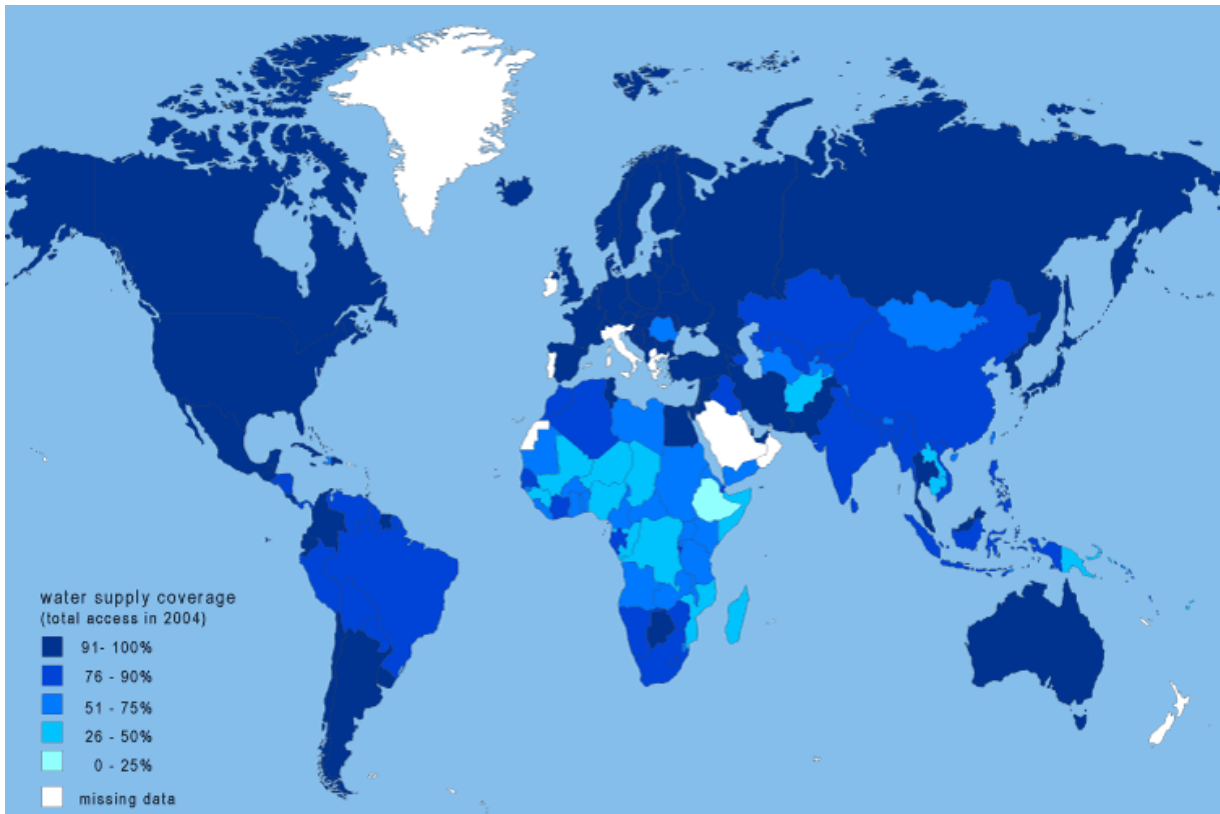 water supply coverage
(total access in 2004)
91- 100%
76 - 90%
51 - 75%
26 - 50%
0 - 25%
missing data